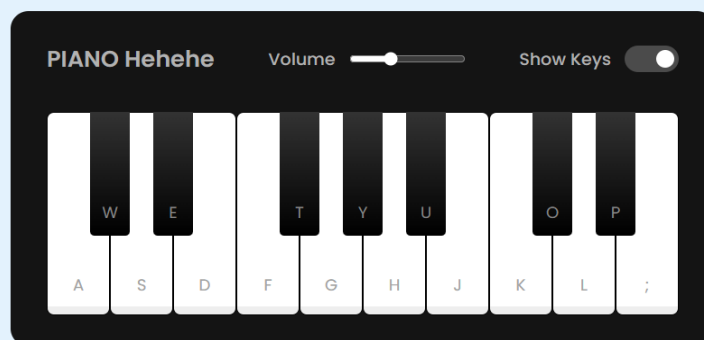 PIANO Hehehe Volume Show Keys
W E T Y U O P
A S D F G H J K L ;